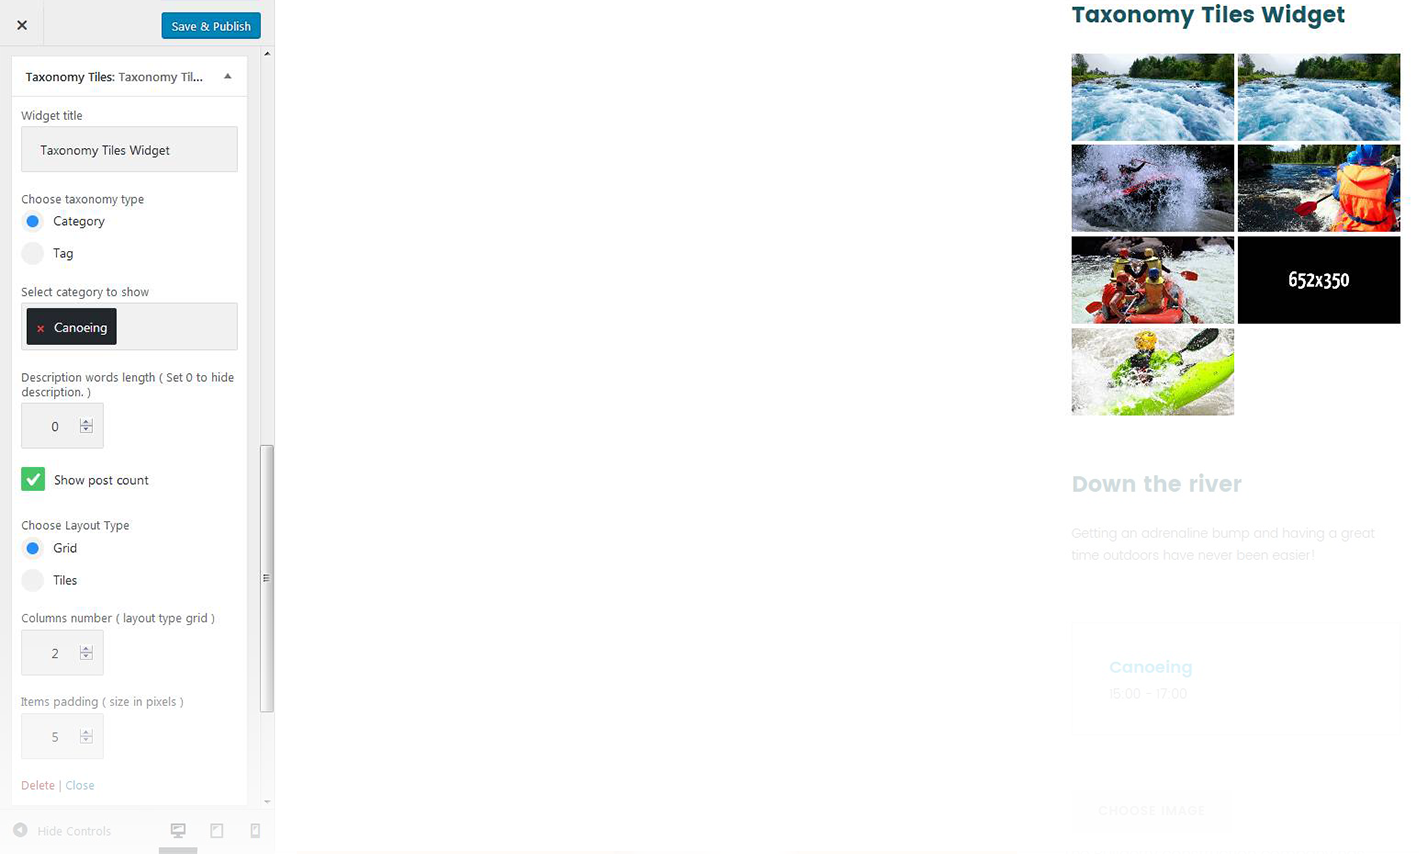 Save & Publish
Taxonomy Tiles: Taxonomy Til...
Widget title
Taxonomy Tiles Widget
Choose taxonomy type
Category
Tag
Select category to show
× Canoeing
Description words length ( Set 0 to hide
description. )
0
Show post count
Choose Layout Type
Grid
Tiles
Columns number ( layout type grid )
2
Items padding ( size in pixels )
5
Delete | Close
Hide Controls
Taxonomy Tiles Widget
652x350
Down the river
Getting an adrenaline bump and having a great
time outdoors have never been easier!
Canoeing
15:00 - 17:00
CHOOSE IMAGE